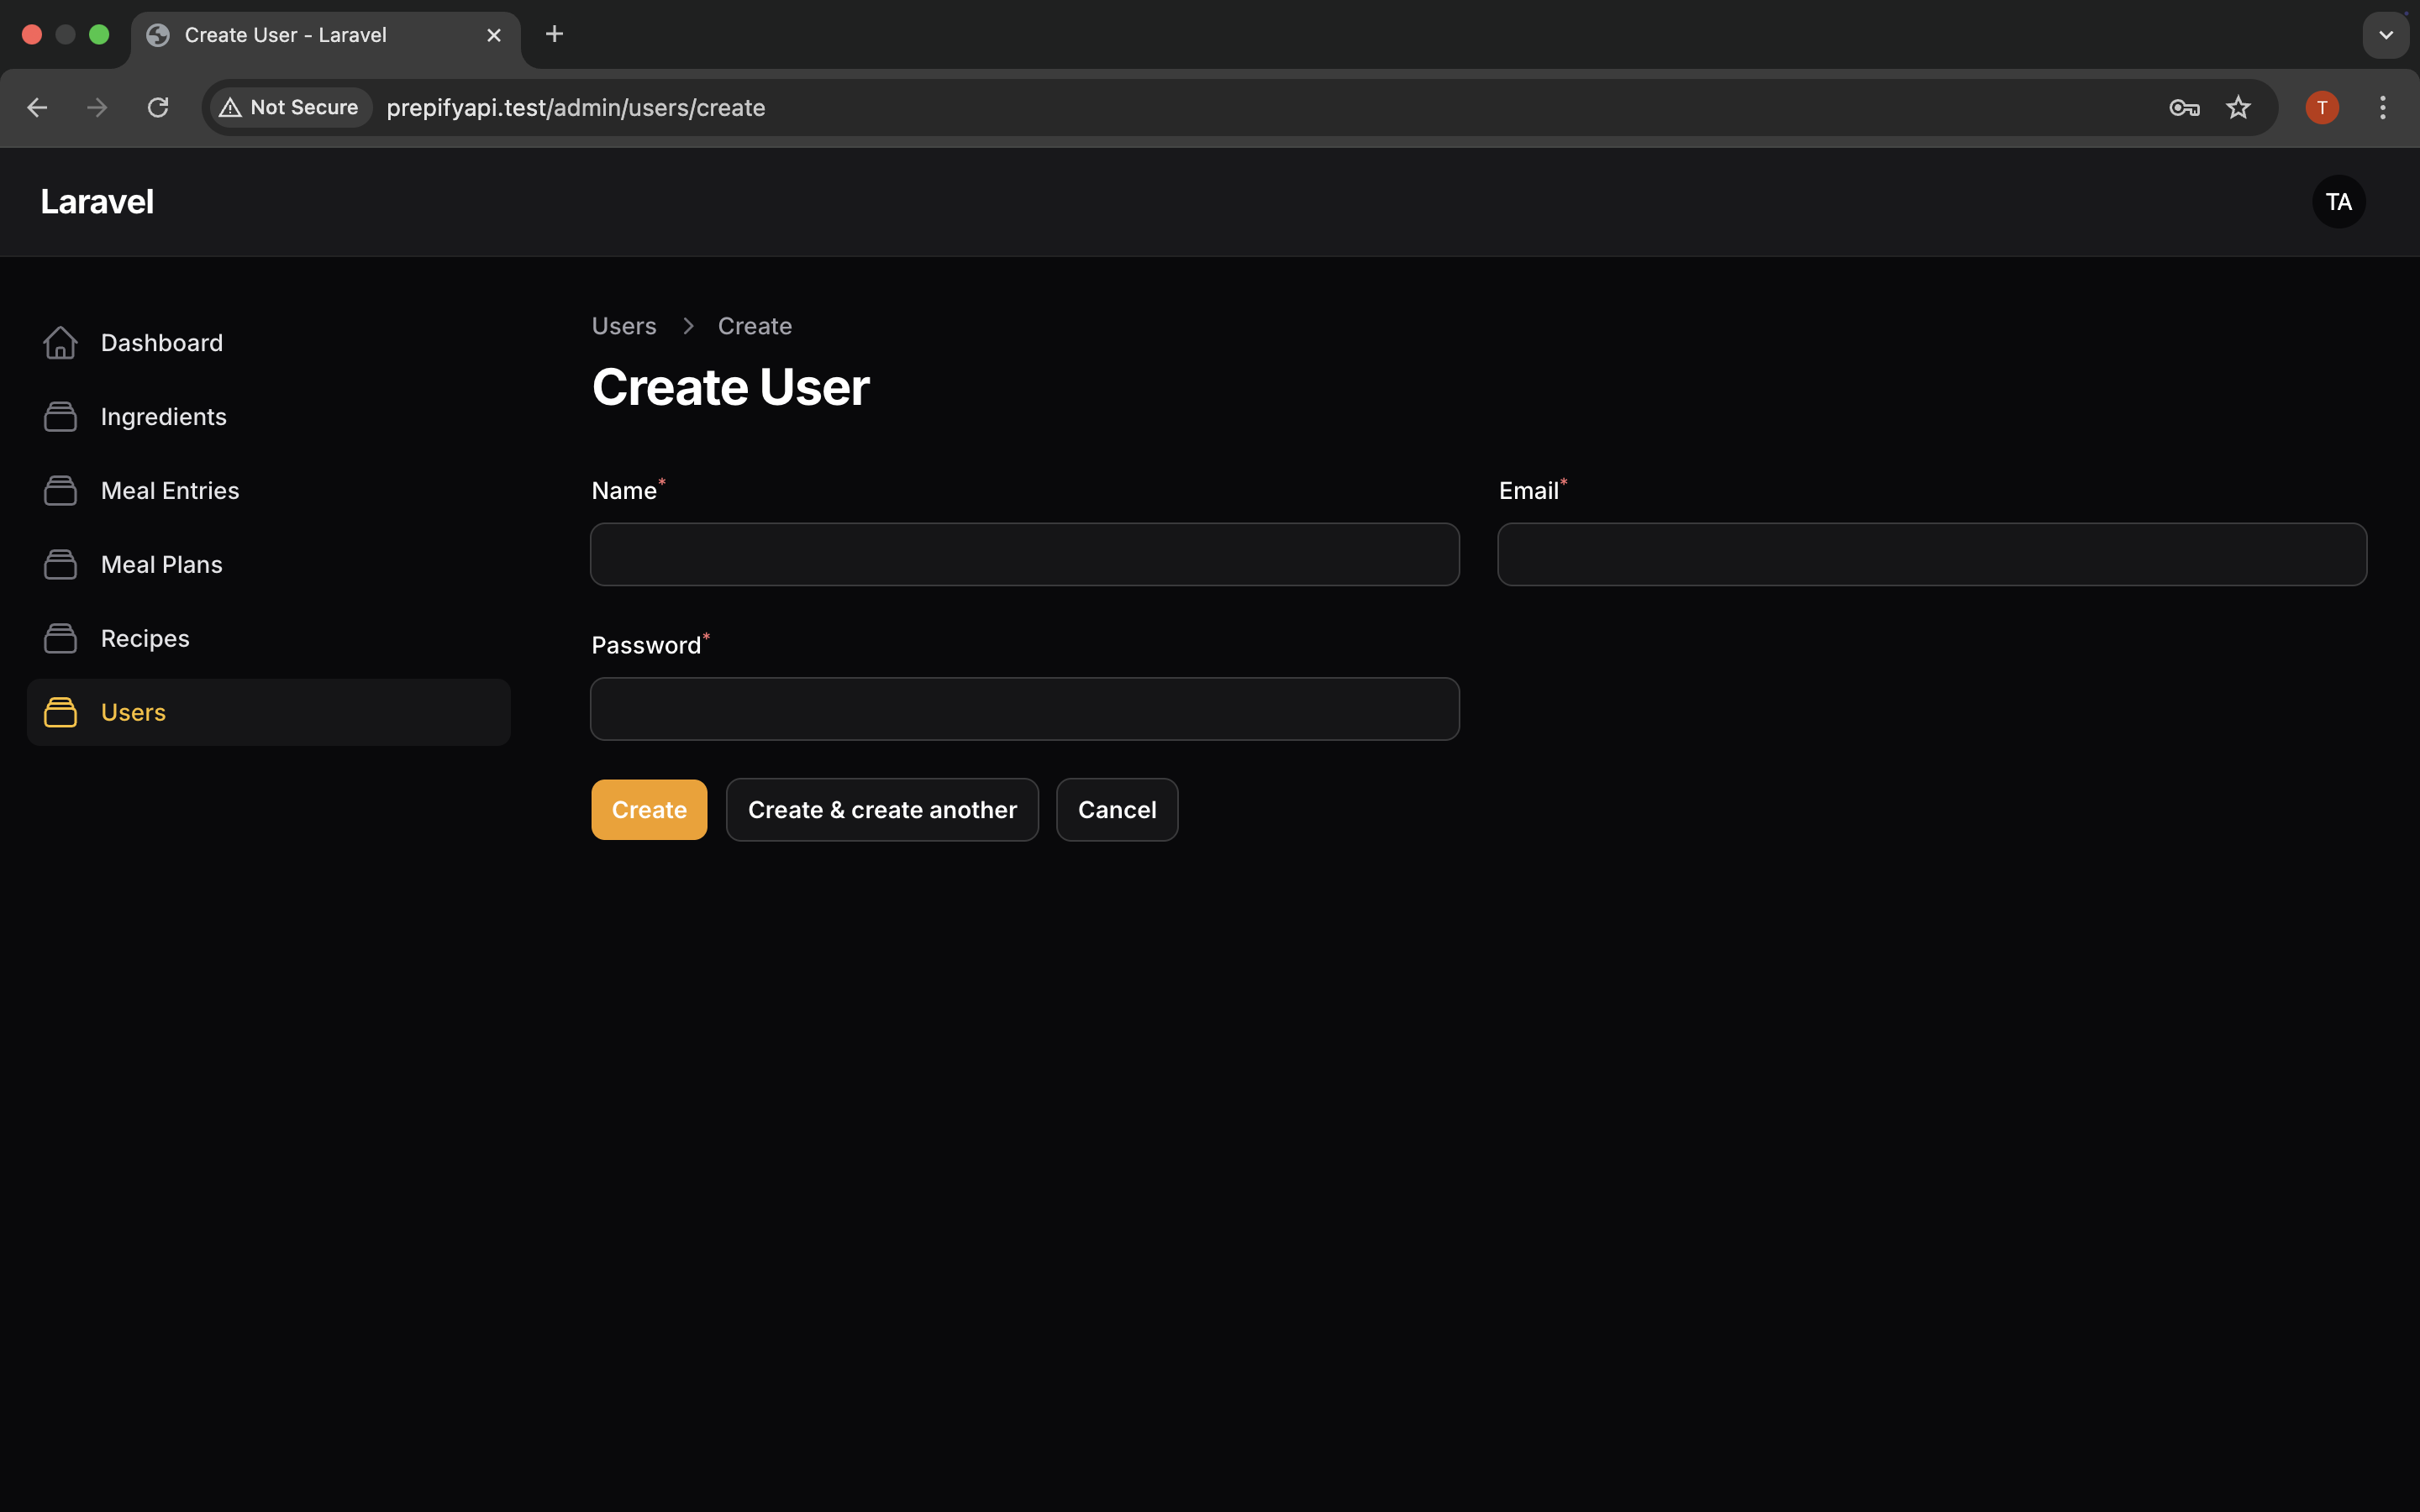 Create User - Laravel
Not Secure
prepifyapi.test/admin/users/create
T
Laravel
TA
Dashboard
Ingredients
Meal Entries
Meal Plans
Recipes
Users
Users > Create
Create User
Name*
Email*
Password*
Create
Create & create another
Cancel